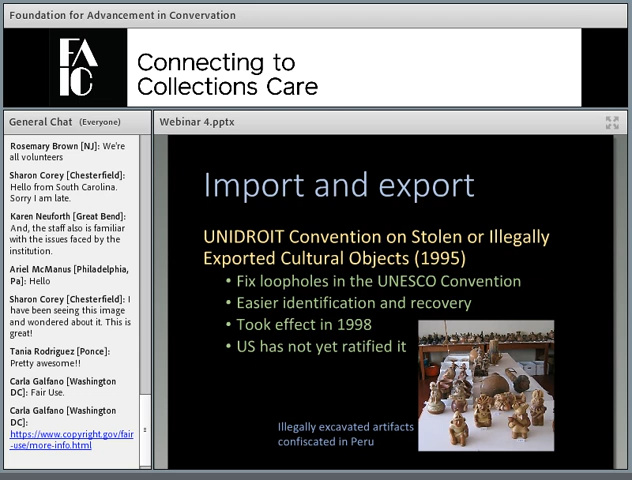 Foundation for Advancement in Convervation
FA
IC
Connecting to
Collections Care
General Chat (Everyone)
Rosemary Brown [NJ]: We're
all volunteers
Sharon Corey [Chesterfield]:
Hello from South Carolina.
Sorry I am late.
Karen Neuforth [Great Bend]:
And, the staff also is familiar
with the issues faced by the
institution.
Ariel McManus [Philadelphia,
Pa]: Hello
Sharon Corey [Chesterfield]: I
have been seeing this image
and wondered about it. This is
great!
Tania Rodriguez [Ponce]:
Pretty awesome!!
Carla Galfano [Washington
DC]: Fair Use.
Carla Galfano [Washington
DC]:
https://www.copyright.gov/fair
-use/more-info.html
Webinar 4.pptx
Import and export
UNIDROIT Convention on Stolen or Illegally
Exported Cultural Objects (1995)
• Fix loopholes in the UNESCO Convention
• Easier identification and recovery
• Took effect in 1998
• US has not yet ratified it
Illegally excavated artifacts
confiscated in Peru